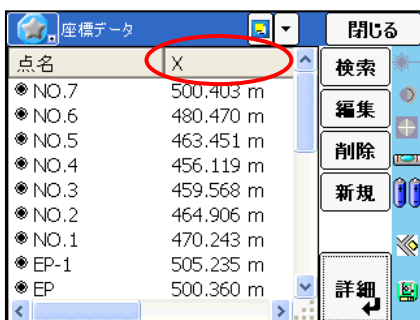 座標データ 閉じる
点名 X
検索
NO.7 500.403 m
NO.6 480.470 m
編集
NO.5 463.451 m
NO.4 456.119 m
削除
NO.3 459.568 m
新規
NO.2 464.906 m
NO.1 470.243 m
EP-1 505.235 m
EP 500.360 m
詳細